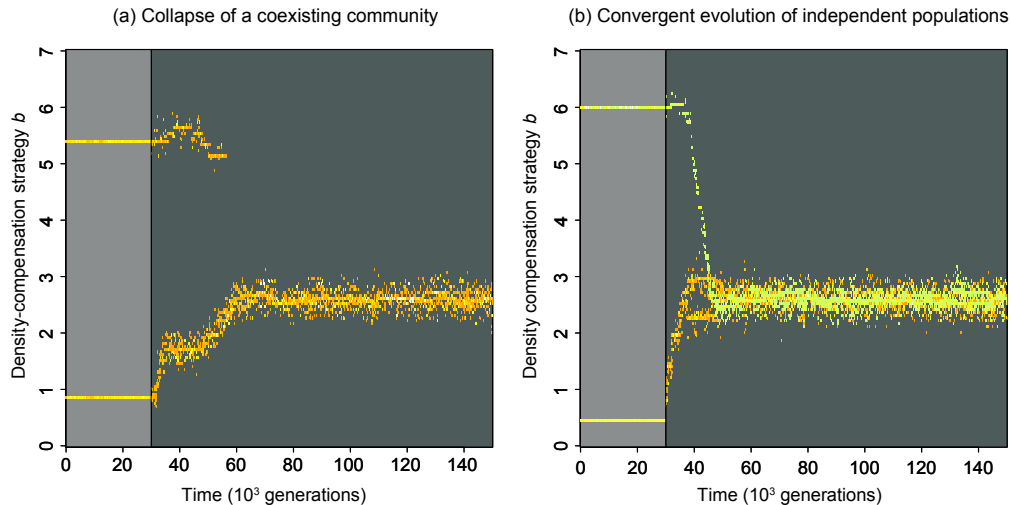 (a) Collapse of a coexisting community
(b) Convergent evolution of independent populations
Density-compensation strategy b
7
6
5
4
3
2
1
0
0 20 40 60 80 100 120 140
Time (10³ generations)
Density compensation strategy b
7
6
5
4
3
2
1
0
0 20 40 60 80 100 120 140
Time (10³ generations)